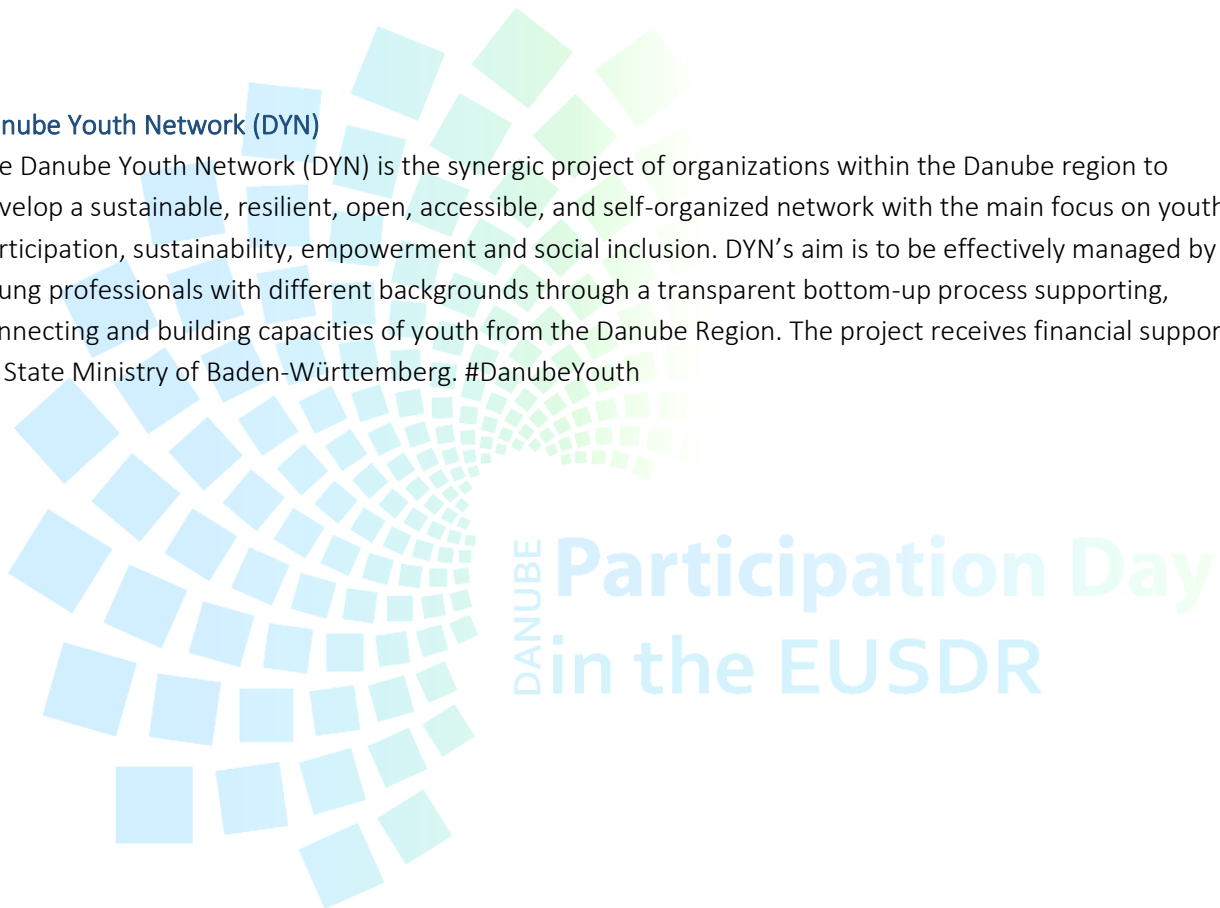 nube Youth Network (DYN)
e Danube Youth Network (DYN) is the synergic project of organizations within the Danube region to
velop a sustainable, resilient, open, accessible, and self-organized network with the main focus on youth
rticipation, sustainability, empowerment and social inclusion. DYN’s aim is to be effectively managed by
ung professionals with different backgrounds through a transparent bottom-up process supporting,
nnecting and building capacities of youth from the Danube Region. The project receives financial suppor
State Ministry of Baden-Württemberg. #DanubeYouth
DANUBE
Participation Day
in the EUSDR